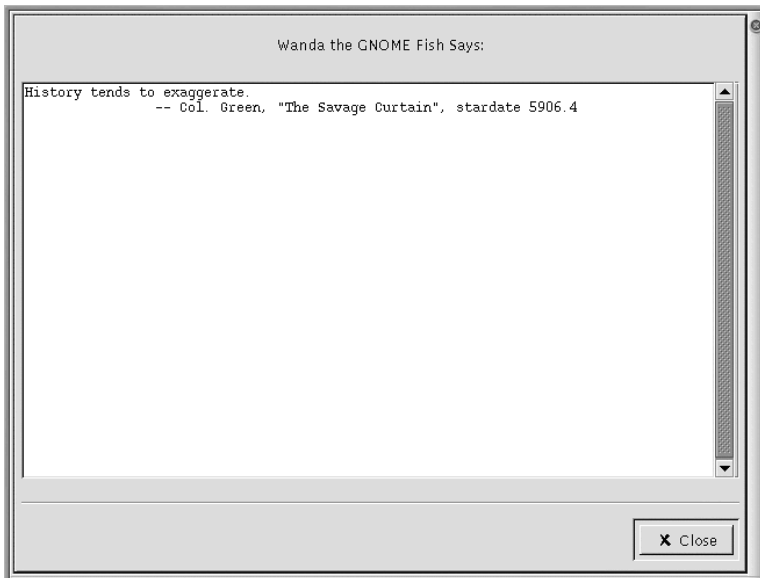 Wanda the GNOME Fish Says:
History tends to exaggerate.
-- Col. Green, "The Savage Curtain", stardate 5906.4
Close